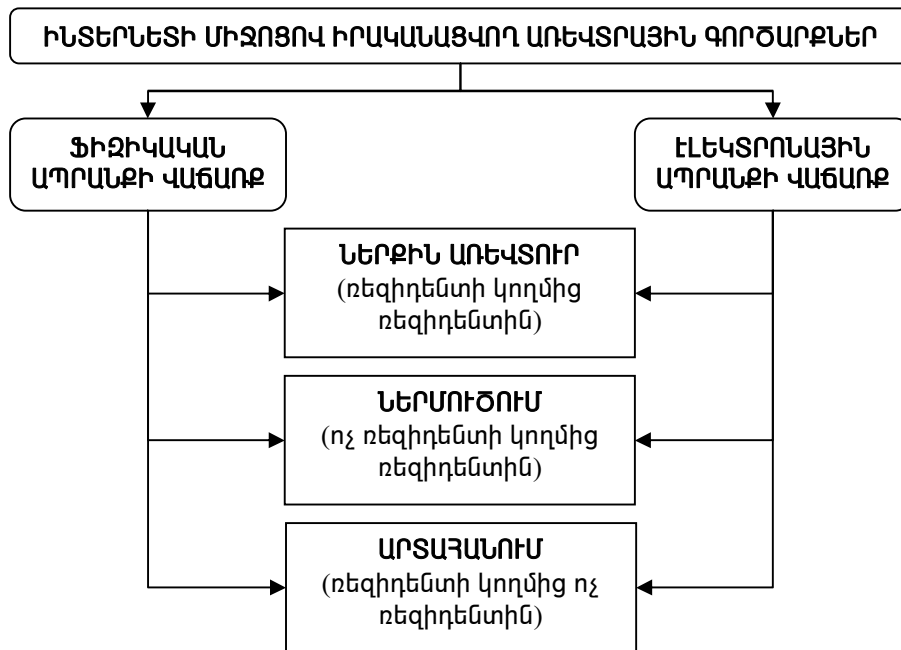 ԻՆՏԵՐՆԵՏԻ ՄԻՋՈՑՈՎ ԻՐԱԿԱՆԱՑՎՈՂ ԱՌԵՎՏՐԱՅԻՆ ԳՈՐԾԱՐՔՆԵՐ
ՖԻԶԻԿԱԿԱՆ
ԱՊՐԱՆՔԻ ՎԱՃԱՌՔ
ԷԼԵԿՏՐՈՆԱՅԻՆ
ԱՊՐԱՆՔԻ ՎԱՃԱՌՔ
ՆԵՐՔԻՆ ԱՌԵՎՏՈՒՐ
(ռեզիդենտի կողմից
ռեզիդենտին)
ՆԵՐՄՈՒԾՈՒՄ
(ոչ ռեզիդենտի կողմից
ռեզիդենտին)
ԱՐՏԱՀԱՆՈՒՄ
(ռեզիդենտի կողմից ոչ
ռեզիդենտին)